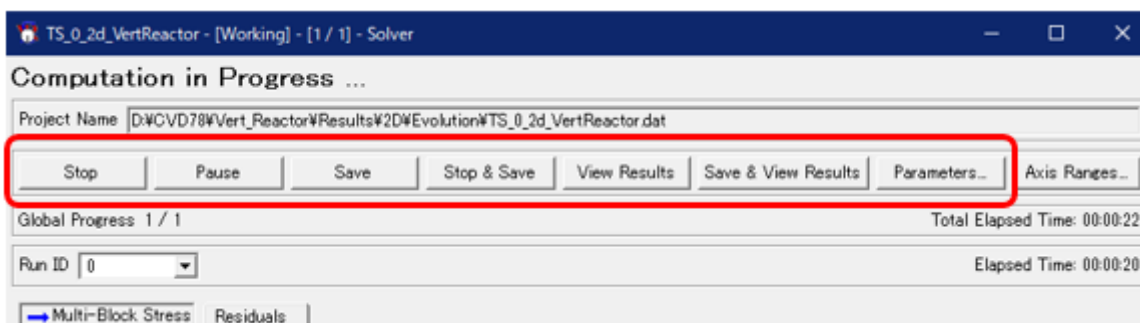 TS_0_2d_VertReactor - [Working] - [1 / 1] - Solver
Computation in Progress ...
Project Name D:¥CVD78¥Vert_Reactor¥Results¥2D¥Evolution¥TS_0_2d_VertReactor.dat
Stop Pause Save Stop & Save View Results Save & View Results Parameters... Axis Ranges...
Global Progress 1 / 1 Total Elapsed Time: 00:00:22
Run ID 0 Elapsed Time: 00:00:20
Multi-Block Stress Residuals